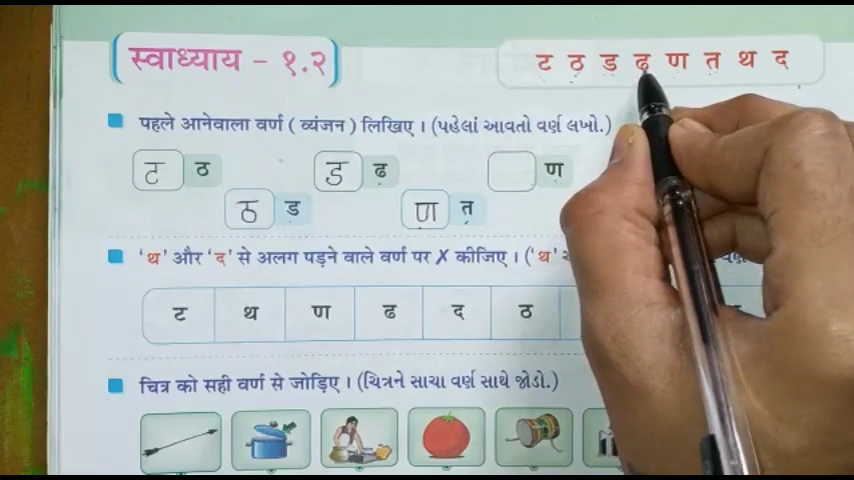 स्वाध्याय - १.२
ट ठ ड ढ ण त थ द
पहले आनेवाला वर्ण ( व्यंजन ) लिखिए । (પહેલાં આવતો વર્ણ લખો.)
ट ठ ड ढ ण
ठ ड ण त
'थ' और 'द' से अलग पड़ने वाले वर्ण पर ✗ कीजिए । ('થ'
ट थ ण ढ द ठ
चित्र को सही वर्ण से जोड़िए । (ચિત્રને સાચા વર્ણ સાથે જોડો.)